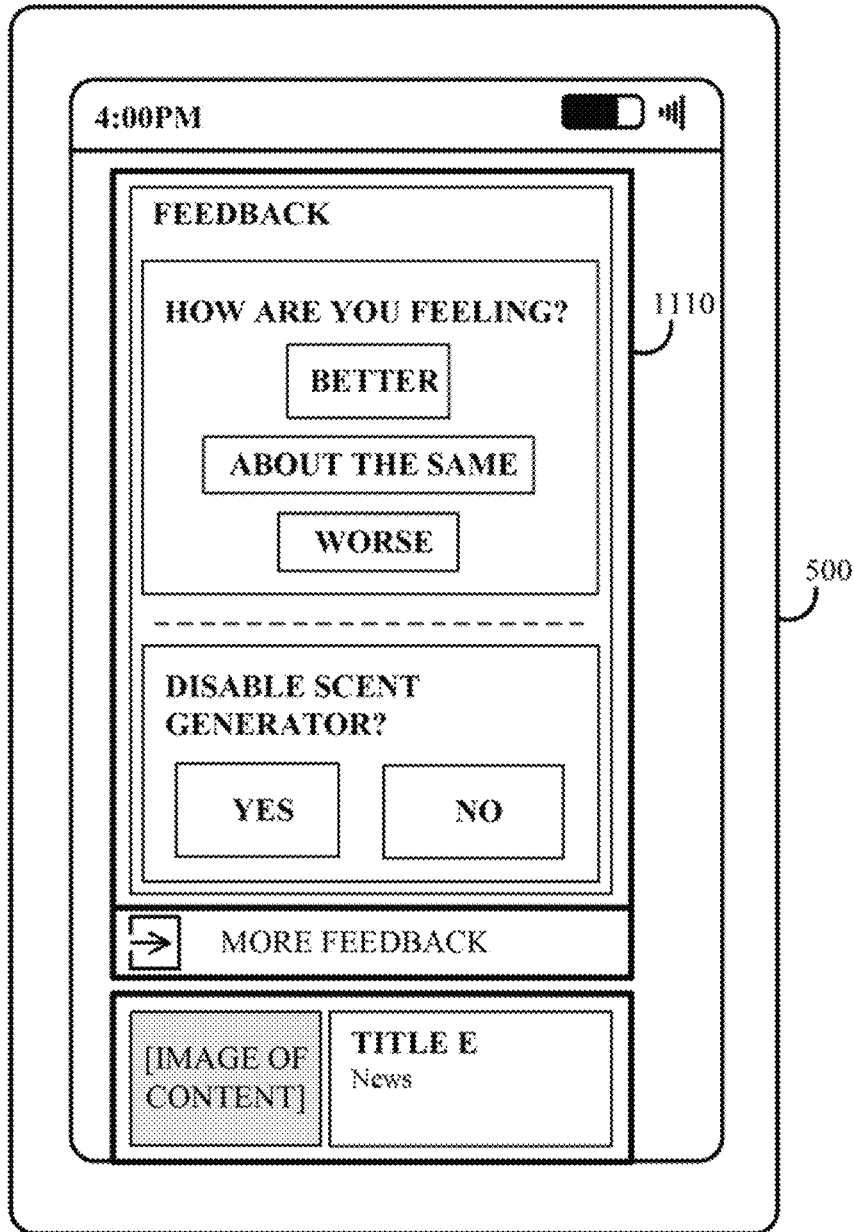 4:00PM
FEEDBACK
HOW ARE YOU FEELING?
1110
BETTER
ABOUT THE SAME
WORSE
500
DISABLE SCENT
GENERATOR?
YES NO
MORE FEEDBACK
[IMAGE OF
CONTENT]
TITLE E
News